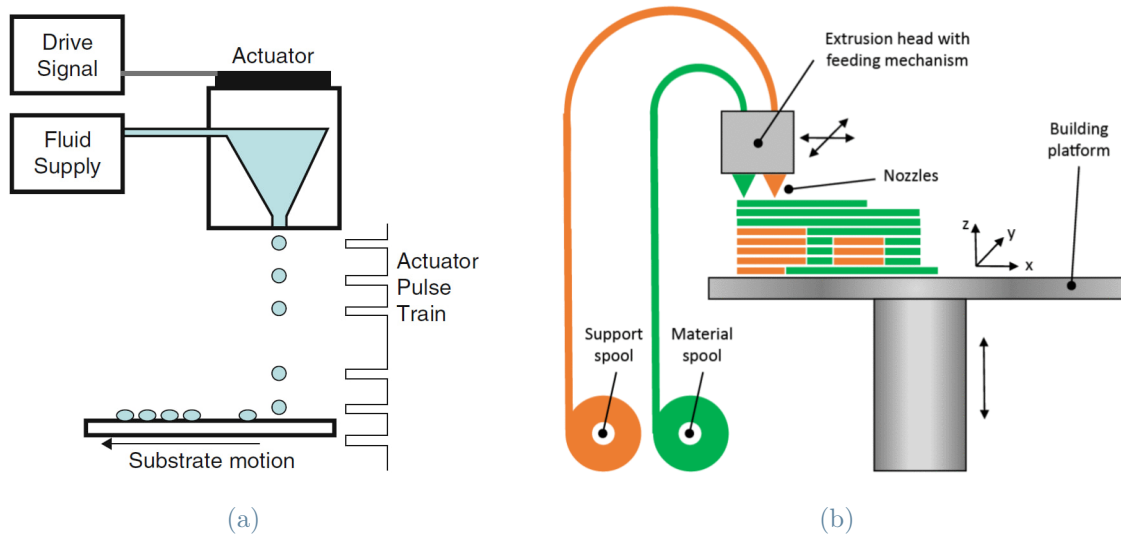 Drive
Signal
Actuator
Fluid
Supply
Actuator
Pulse
Train
Substrate motion
(a)
Extrusion head with
feeding mechanism
Building
platform
Nozzles
z
y
x
Support
spool
Material
spool
(b)